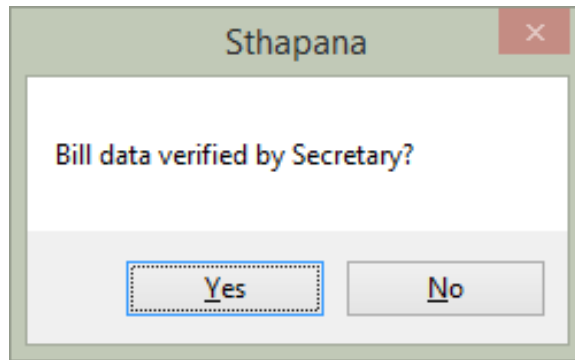 Sthapana
Bill data verified by Secretary?
Yes
No